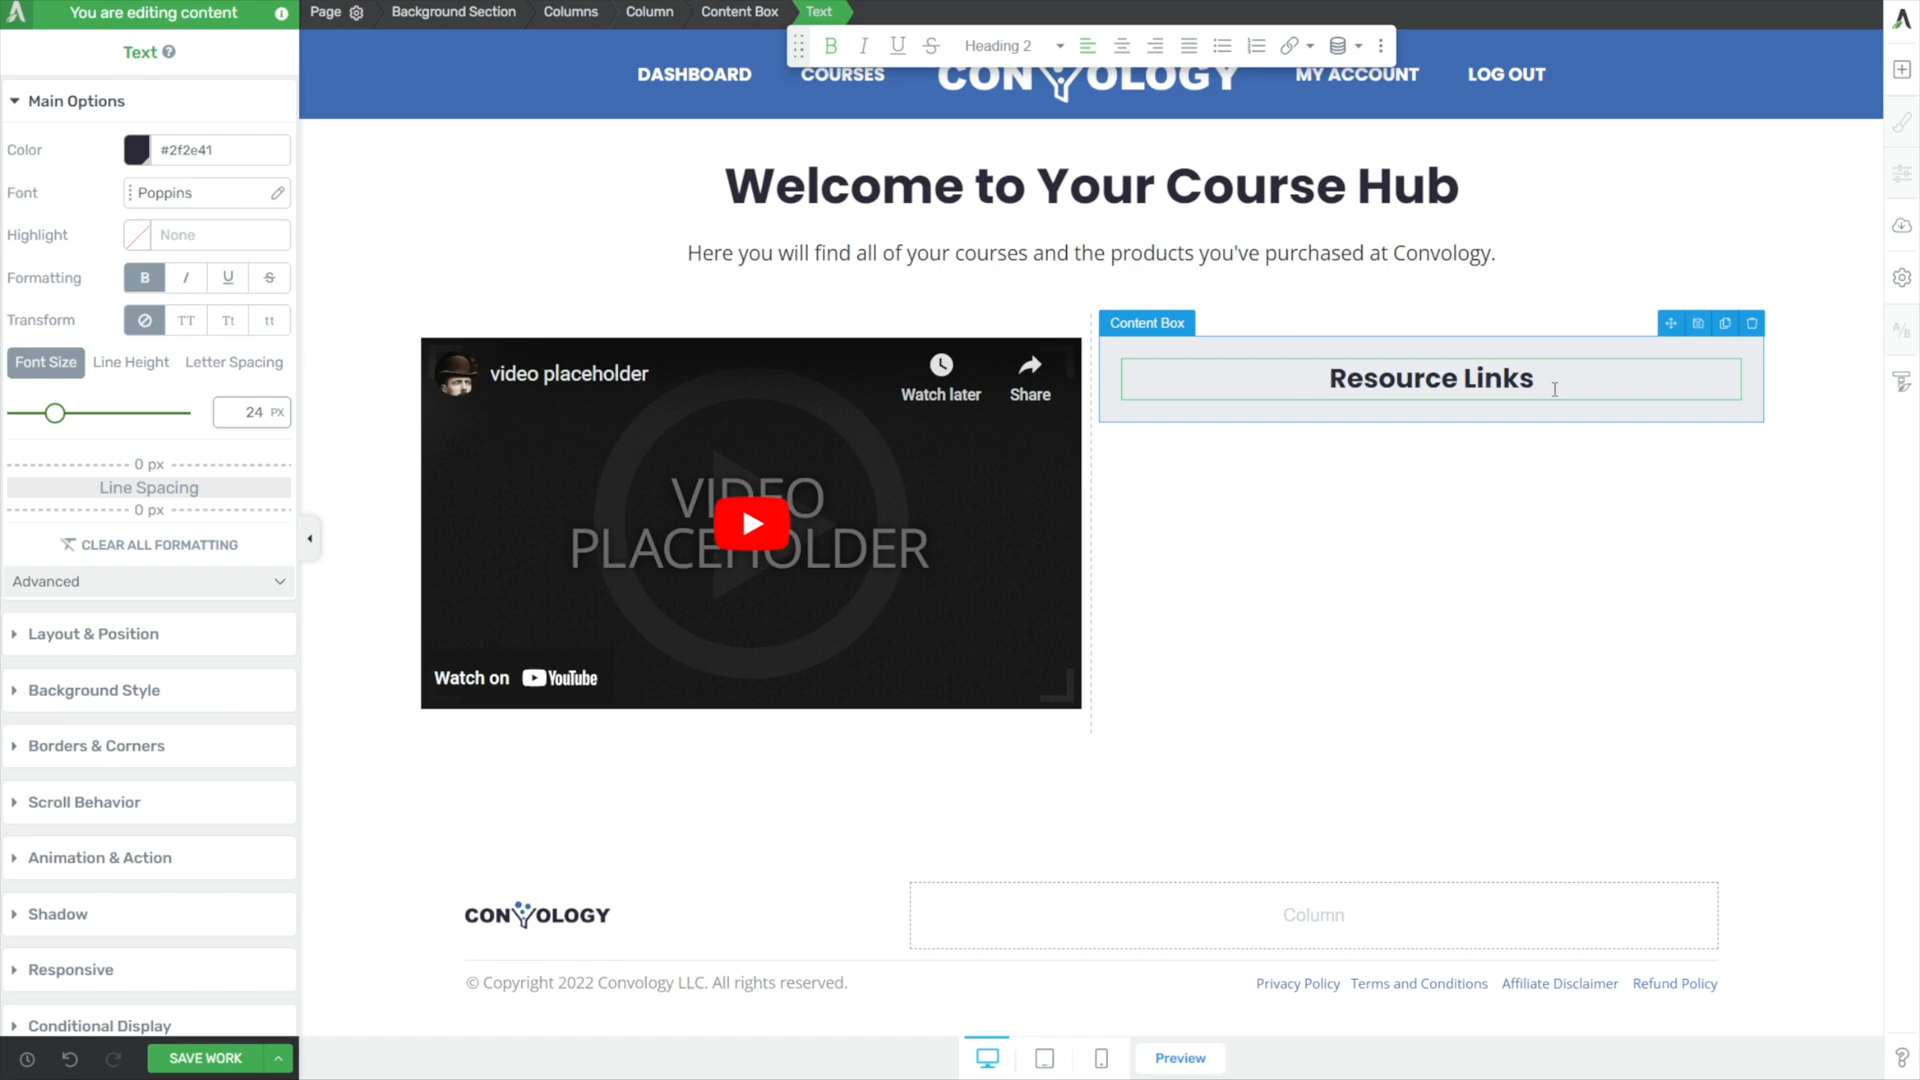 You are editing content
Page
Background Section
Columns
Column
Content Box
Text
Text
Heading 2
DASHBOARD
COURSES
CONVOLOGY
MY ACCOUNT
LOG OUT
Main Options
Color
#2f2e41
Font
Poppins
Highlight
None
Formatting
B I U S
Transform
TT Tt tt
Font Size
Line Height
Letter Spacing
24 PX
0 px
Line Spacing
0 px
CLEAR ALL FORMATTING
Advanced
Layout & Position
Background Style
Borders & Corners
Scroll Behavior
Animation & Action
Shadow
Responsive
Conditional Display
SAVE WORK
Welcome to Your Course Hub
Here you will find all of your courses and the products you've purchased at Convology.
video placeholder
Watch later
Share
VIDEO
PLACEHOLDER
Watch on YouTube
Content Box
Resource Links
CONVOLOGY
Column
© Copyright 2022 Convology LLC. All rights reserved.
Privacy Policy
Terms and Conditions
Affiliate Disclaimer
Refund Policy
Preview
A/B